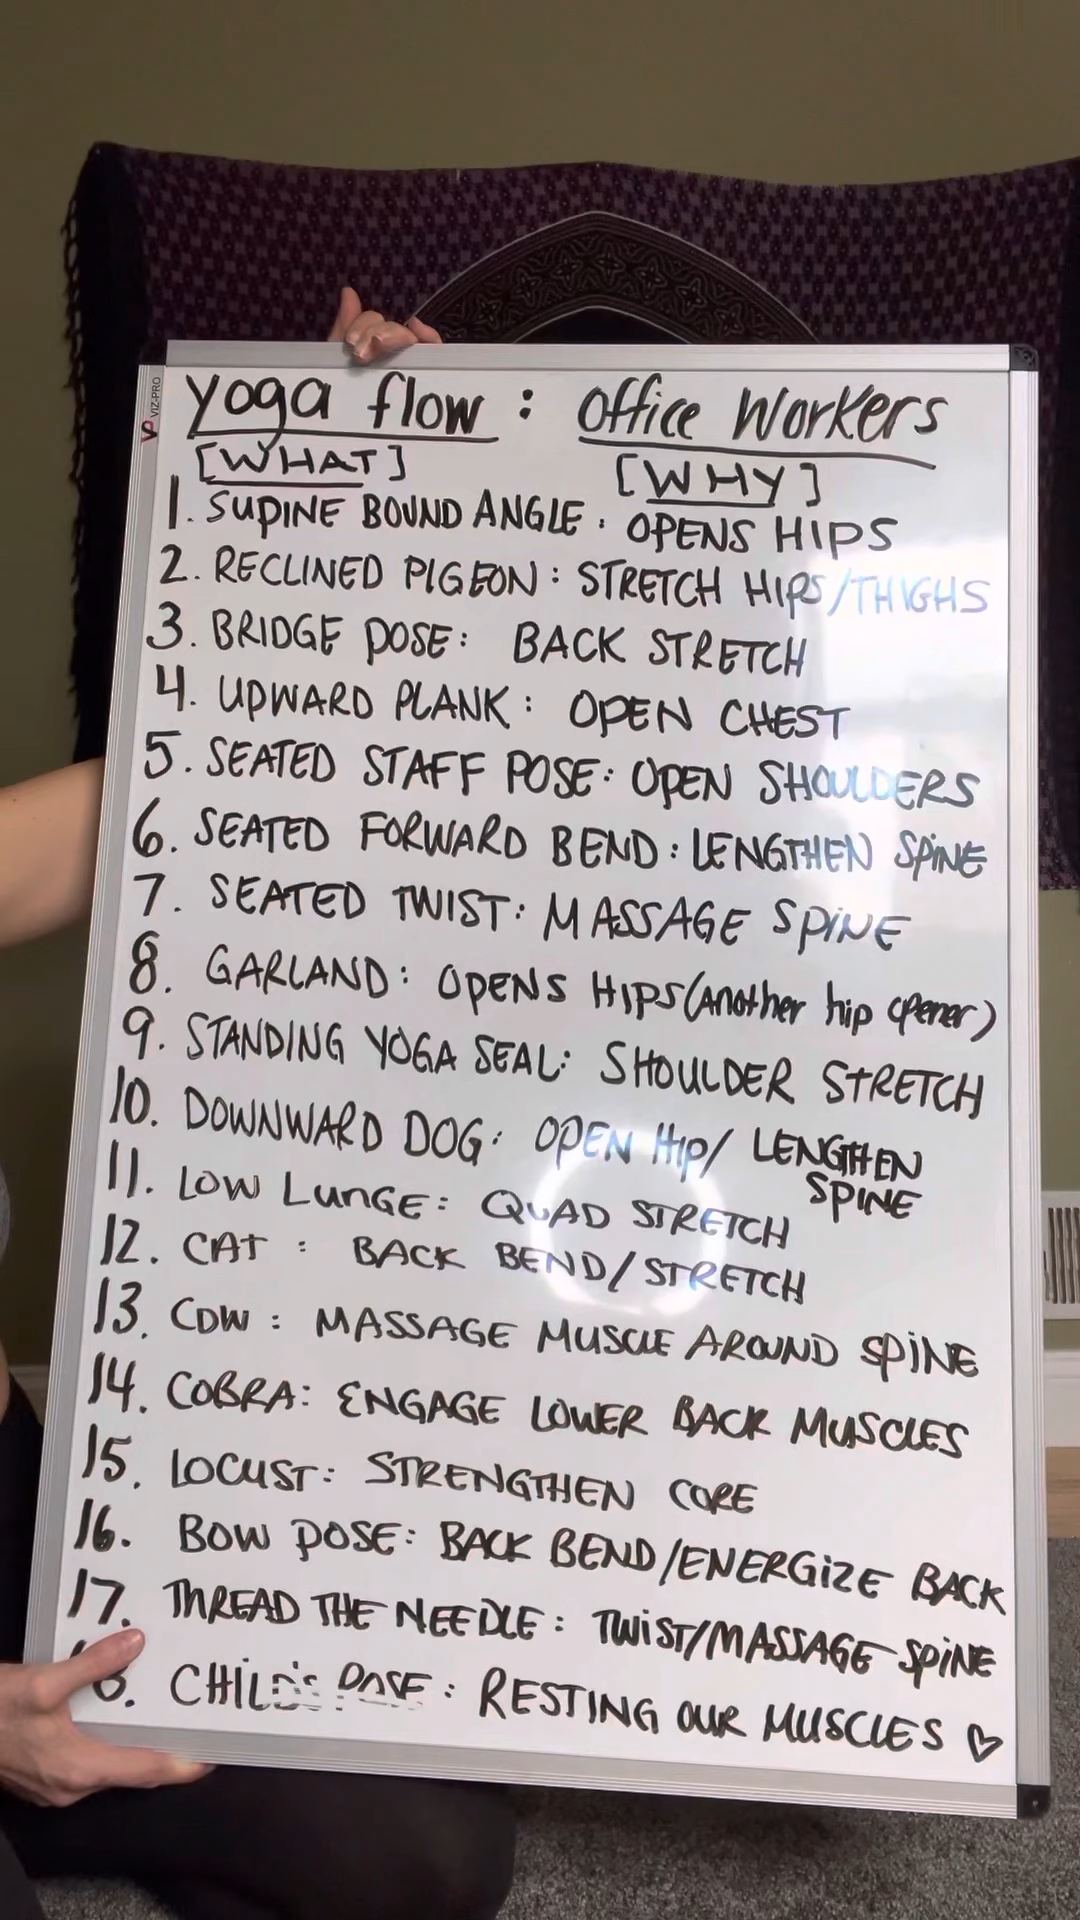 VIZ-PRO
yoga flow : Office Workers
[WHAT] [WHY]
1. SUPINE BOUND ANGLE : OPENS HIPS
2. RECLINED PIGEON : STRETCH HIPS/THIGHS
3. BRIDGE POSE : BACK STRETCH
4. UPWARD PLANK : OPEN CHEST
5. SEATED STAFF POSE : OPEN SHOULDERS
6. SEATED FORWARD BEND : LENGTHEN SPINE
7. SEATED TWIST : MASSAGE SPINE
8. GARLAND : OPENS HIPS (another hip opener)
9. STANDING YOGA SEAL : SHOULDER STRETCH
10. DOWNWARD DOG : OPEN HIP/ LENGTHEN
SPINE
11. LOW LUNGE : QUAD STRETCH
12. CAT : BACK BEND/STRETCH
13. COW : MASSAGE MUSCLE AROUND SPINE
14. COBRA : ENGAGE LOWER BACK MUSCLES
15. LOCUST : STRENGTHEN CORE
16. BOW POSE : BACK BEND/ENERGIZE BACK
17. THREAD THE NEEDLE : TWIST/MASSAGE SPINE
18. CHILD'S POSE : RESTING OUR MUSCLES ♡